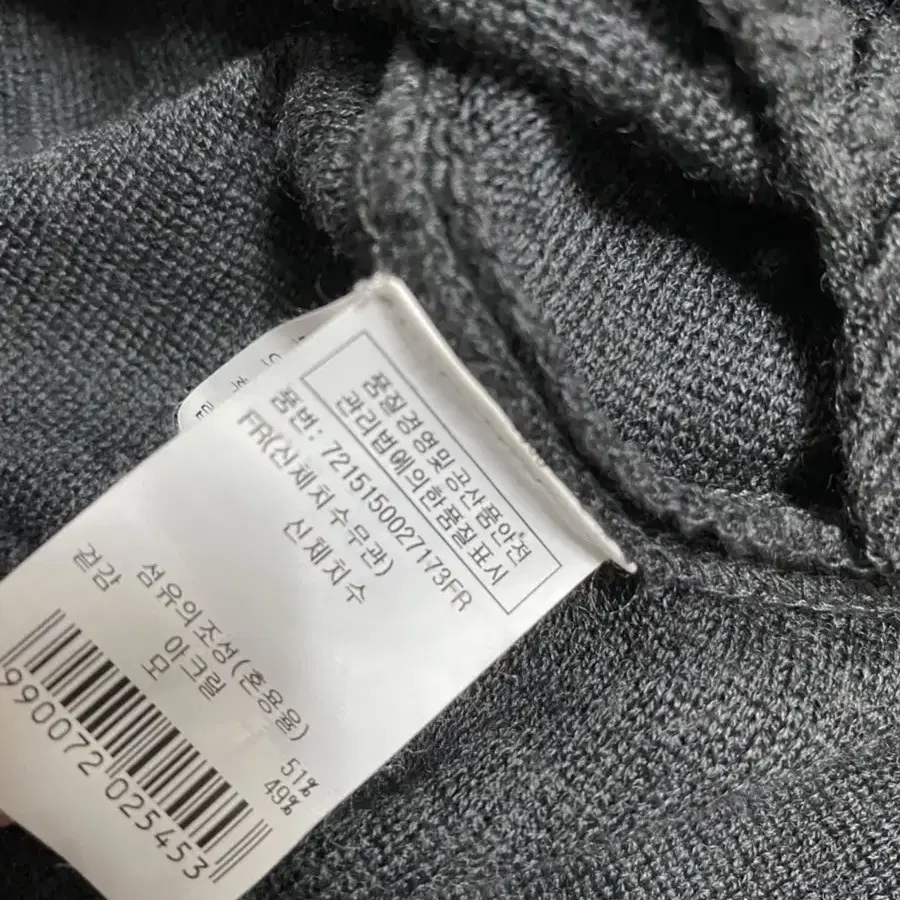 품질경영및 공산품안전
관리법에의한품질표시
품번 : 7215150027173FR
FR(신체치수무관)
신체치수
섬유의조성(혼용율)
겉감
아크릴 51%
모 49%
990072025453